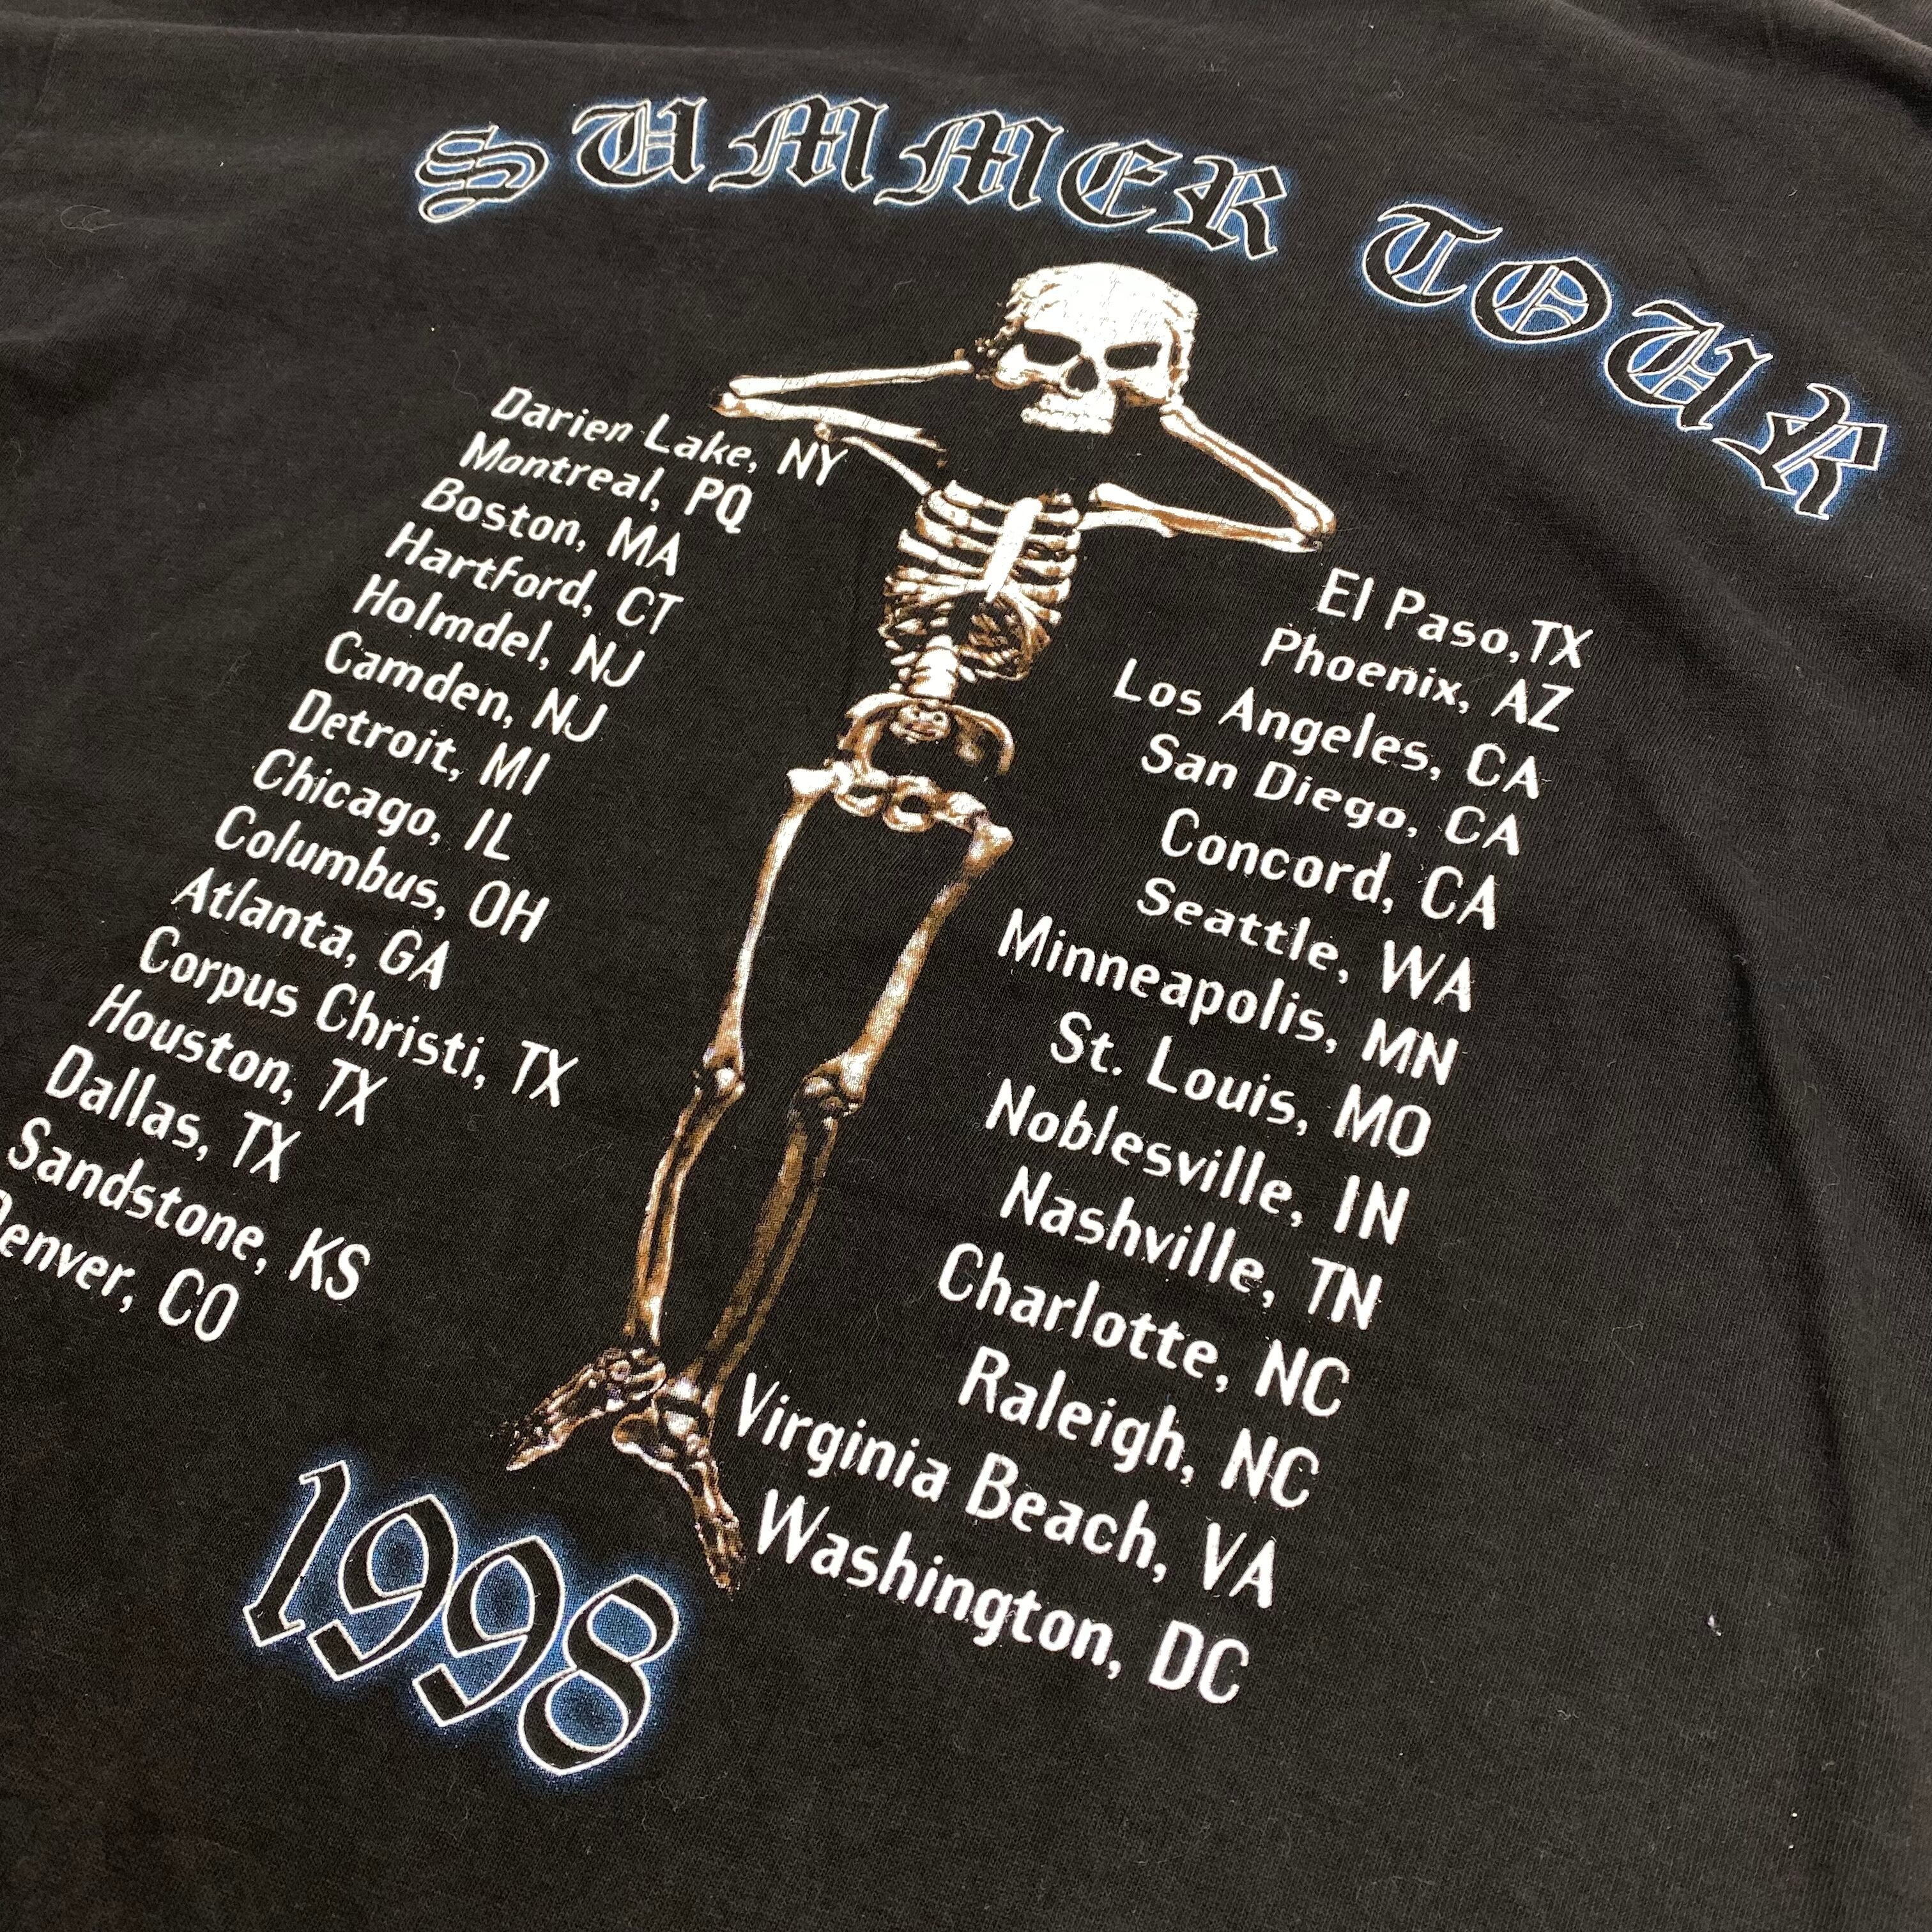 SUMMER TOUR
Darien Lake, NY
Montreal, PQ
Boston, MA
Hartford, CT
Holmdel, NJ
Camden, NJ
Detroit, MI
Chicago, IL
Columbus, OH
Atlanta, GA
Corpus Christi, TX
Houston, TX
Dallas, TX
Sandstone, KS
Denver, CO
El Paso,TX
Phoenix, AZ
Los Angeles, CA
San Diego, CA
Concord, CA
Seattle, WA
Minneapolis, MN
St. Louis, MO
Noblesville, IN
Nashville, TN
Charlotte, NC
Raleigh, NC
Virginia Beach, VA
Washington, DC
1998